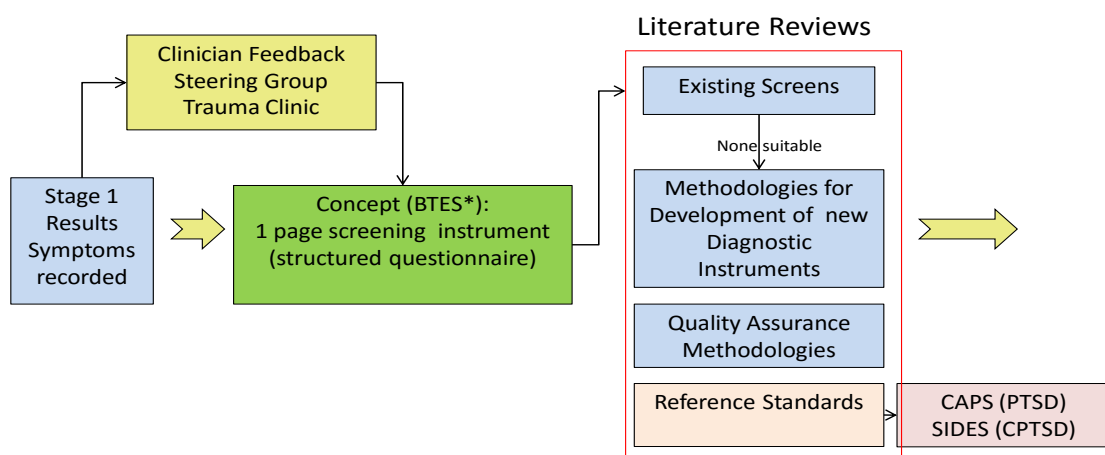 Literature Reviews
Clinician Feedback
Steering Group
Trauma Clinic
Existing Screens
None suitable
Stage 1
Results
Symptoms
recorded
Concept (BTES*):
1 page screening instrument
(structured questionnaire)
Methodologies for
Development of new
Diagnostic
Instruments
Quality Assurance
Methodologies
Reference Standards
CAPS (PTSD)
SIDES (CPTSD)